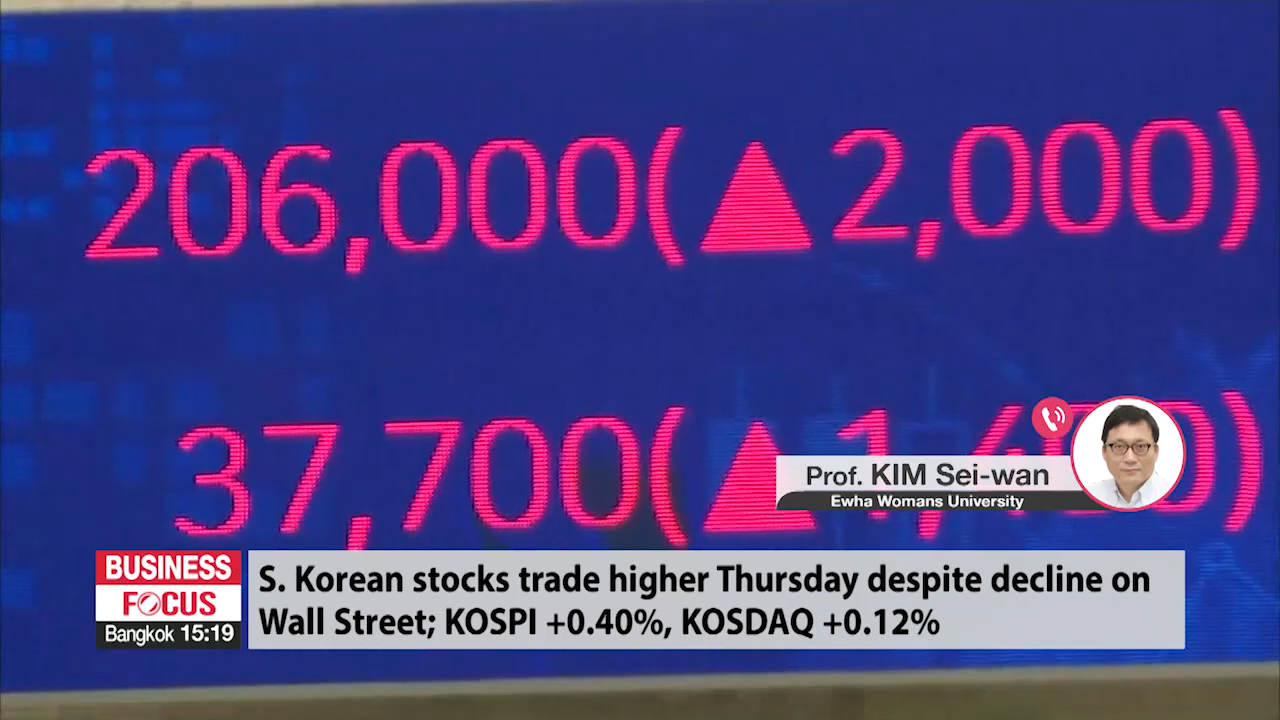 206,000(▲2,000)
37,700(▲1,400)
Prof. KIM Sei-wan
Ewha Womans University
BUSINESS
FOCUS
Bangkok 15:19
S. Korean stocks trade higher Thursday despite decline on
Wall Street; KOSPI +0.40%, KOSDAQ +0.12%